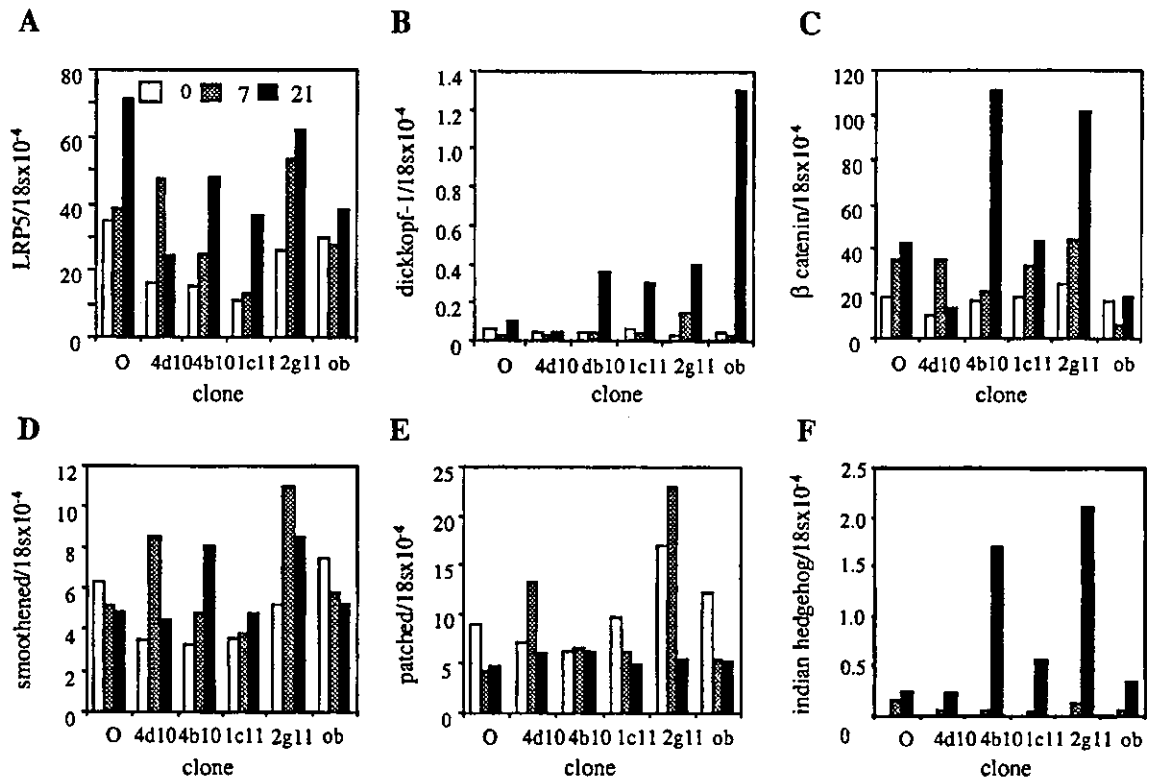 A
80
60
40
20
0
LRP5/18sx10-4
0 7 21
O 4d10 4b10 1c11 2g11 ob
clone
B
1.4
1.2
1.0
0.8
0.6
0.4
0.2
0
dickkopf-1/18sx10-4
O 4d10 db10 1c11 2g11 ob
clone
C
120
100
80
60
40
20
0
β catenin/18sx10-4
O 4d10 4b10 1c11 2g11 ob
clone
D
12
10
8
6
4
2
0
smoothened/18sx10-4
O 4d10 4b10 1c11 2g11 ob
clone
E
25
20
15
10
5
0
patched/18sx10-4
O 4d10 4b10 1c11 2g11 ob
clone
F
2.5
2.0
1.5
1.0
0.5
0
indian hedgehog/18sx10-4
O 4d10 4b10 1c11 2g11 ob
clone